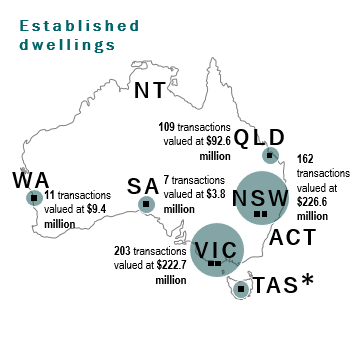 Established
dwellings
NT
109 transactions
valued at $92.6
million
QLD
162
transactions
valued at
$226.6
million
WA
11 transactions
valued at $9.4
million
SA
7 transactions
valued at $3.8
million
NSW
ACT
203 transactions
valued at $222.7
million
VIC
TAS*